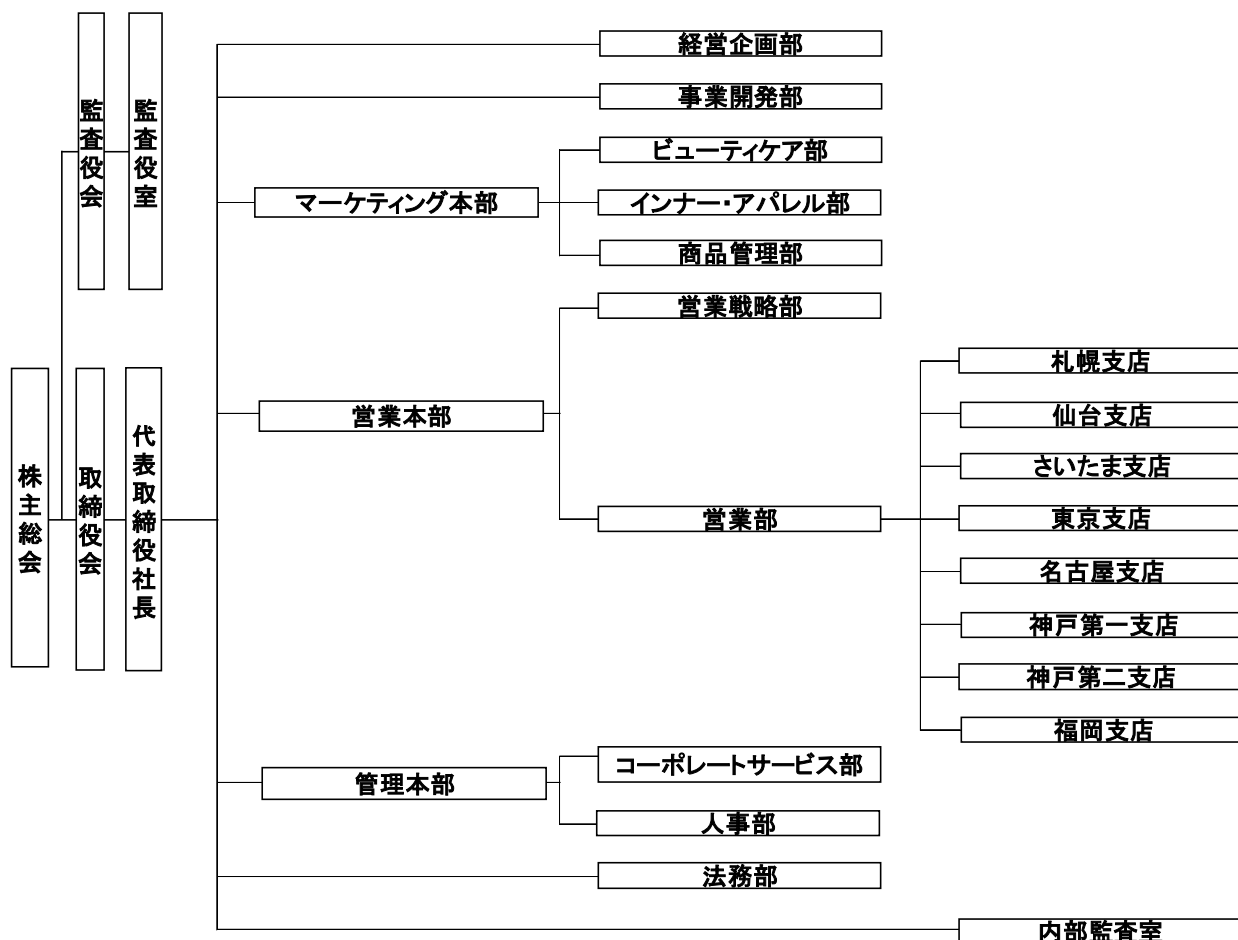 監査役会
監査役室
株主総会
取締役会
代表取締役社長
経営企画部
事業開発部
マーケティング本部
ビューティケア部
インナー・アパレル部
商品管理部
営業本部
営業戦略部
営業部
札幌支店
仙台支店
さいたま支店
東京支店
名古屋支店
神戸第一支店
神戸第二支店
福岡支店
管理本部
コーポレートサービス部
人事部
法務部
内部監査室